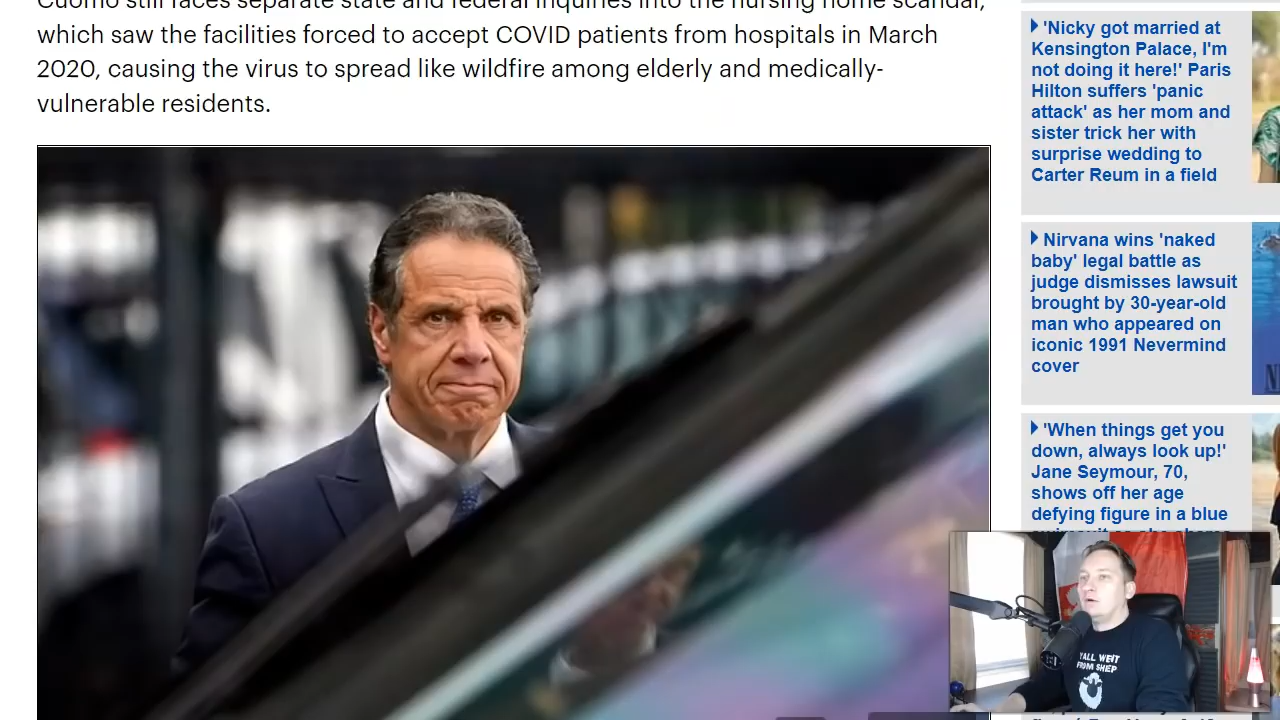 Cuomo still faces separate state and federal inquiries into the nursing home scandal,
which saw the facilities forced to accept COVID patients from hospitals in March
2020, causing the virus to spread like wildfire among elderly and medically-
vulnerable residents.
'Nicky got married at
Kensington Palace, I'm
not doing it here!' Paris
Hilton suffers 'panic
attack' as her mom and
sister trick her with
surprise wedding to
Carter Reum in a field
Nirvana wins 'naked
baby' legal battle as
judge dismisses lawsuit
brought by 30-year-old
man who appeared on
iconic 1991 Nevermind
cover
'When things get you
down, always look up!'
Jane Seymour, 70,
shows off her age
defying figure in a blue
FROM SHEP